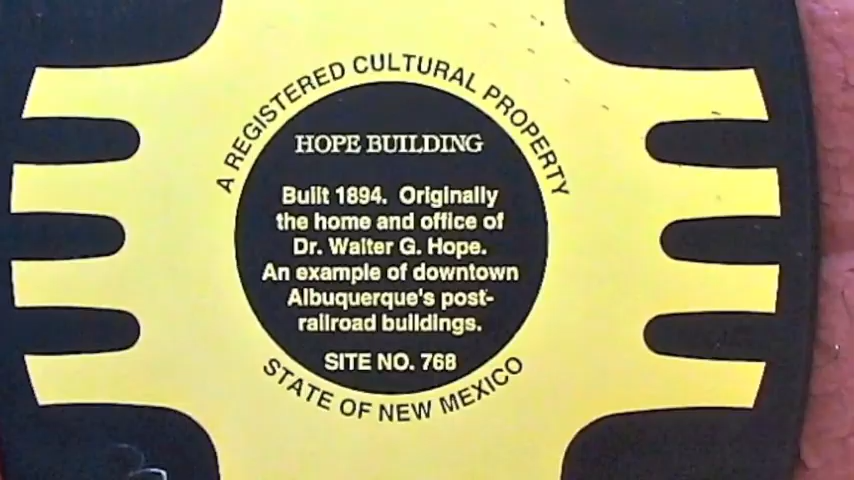 A REGISTERED CULTURAL PROPERTY
HOPE BUILDING
Built 1894. Originally
the home and office of
Dr. Walter G. Hope.
An example of downtown
Albuquerque's post-
railroad buildings.
SITE NO. 768
STATE OF NEW MEXICO